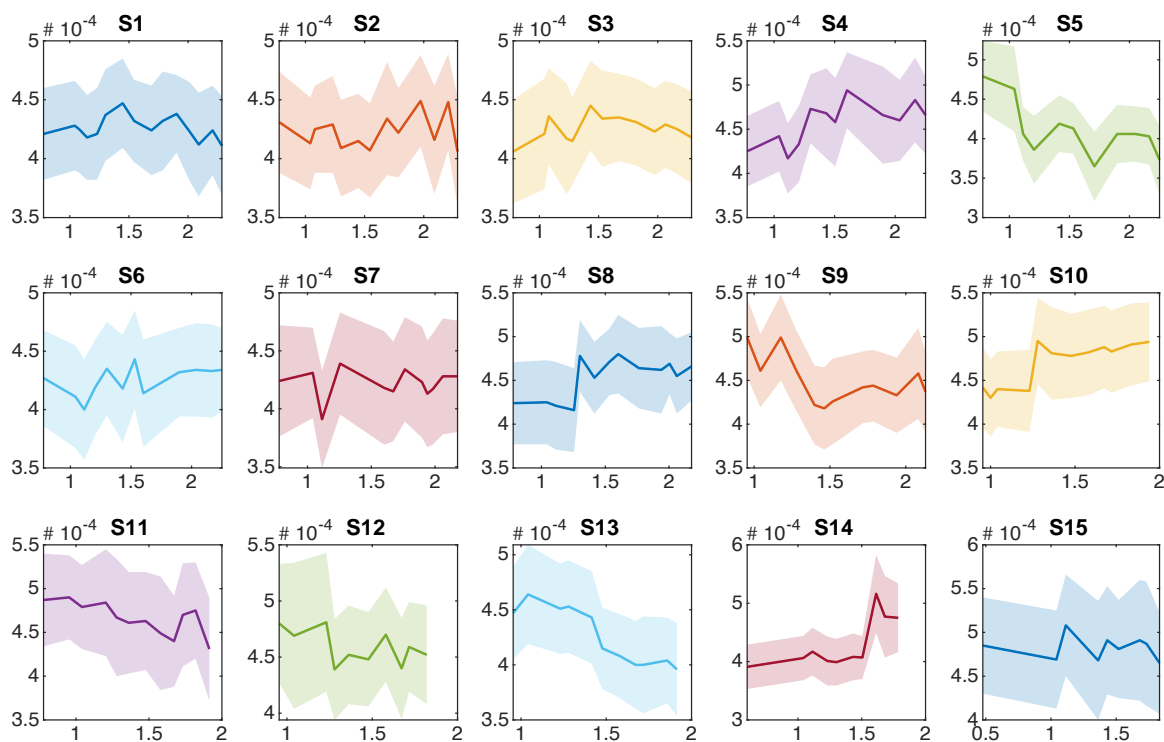 # 10-4 S1 # 10-4 S2 # 10-4 S3 # 10-4 S4 # 10-4 S5
5 5 5 5.5 5
4.5 4.5 4.5 5 4.5
4 4 4 4.5 4
4 3.5
3.5 3.5 3.5 3.5 3
1 1.5 2 1 1.5 2 1 1.5 2 1 1.5 2 1 1.5 2
# 10-4 S6 # 10-4 S7 # 10-4 S8 # 10-4 S9 # 10-4 S10
5 5 5.5 5.5 5.5
4.5 4.5 5 5 5
4.5 4.5 4.5
4 4 4 4 4
3.5 3.5 3.5 3.5 3.5
1 1.5 2 1 1.5 2 1 1.5 2 1 1.5 2 1 1.5 2
# 10-4 S11 # 10-4 S12 # 10-4 S13 # 10-4 S14 # 10-4 S15
5.5 5.5 5 6 6
5 5 4.5 5 5.5
4.5 4.5 4 4 5
4 4 4.5
3.5 3.5 3 4
1 1.5 2 1 1.5 2 1 1.5 2 1 1.5 2 0.5 1 1.5